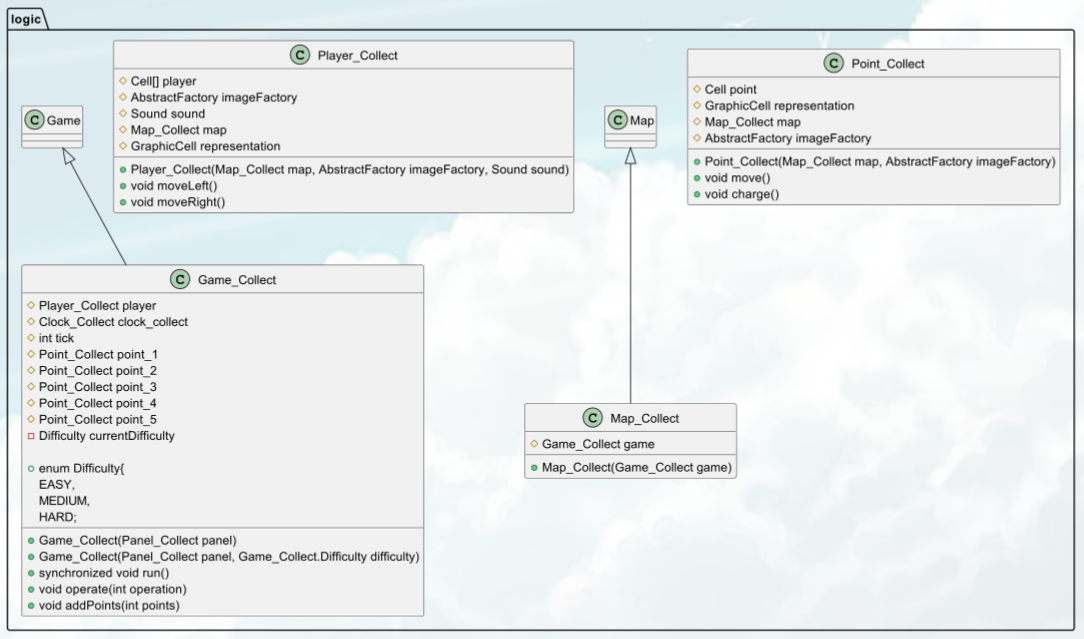 logic
C Game
C Player_Collect
Cell[] player
AbstractFactory imageFactory
Sound sound
Map_Collect map
GraphicCell representation
Player_Collect(Map_Collect map, AbstractFactory imageFactory, Sound sound)
void moveLeft()
void moveRight()
C Map
C Point_Collect
Cell point
GraphicCell representation
Map_Collect map
AbstractFactory imageFactory
Point_Collect(Map_Collect map, AbstractFactory imageFactory)
void move()
void charge()
C Game_Collect
Player_Collect player
Clock_Collect clock_collect
int tick
Point_Collect point_1
Point_Collect point_2
Point_Collect point_3
Point_Collect point_4
Point_Collect point_5
Difficulty currentDifficulty
enum Difficulty{
EASY,
MEDIUM,
HARD;
Game_Collect(Panel_Collect panel)
Game_Collect(Panel_Collect panel, Game_Collect.Difficulty difficulty)
synchronized void run()
void operate(int operation)
void addPoints(int points)
C Map_Collect
Game_Collect game
Map_Collect(Game_Collect game)